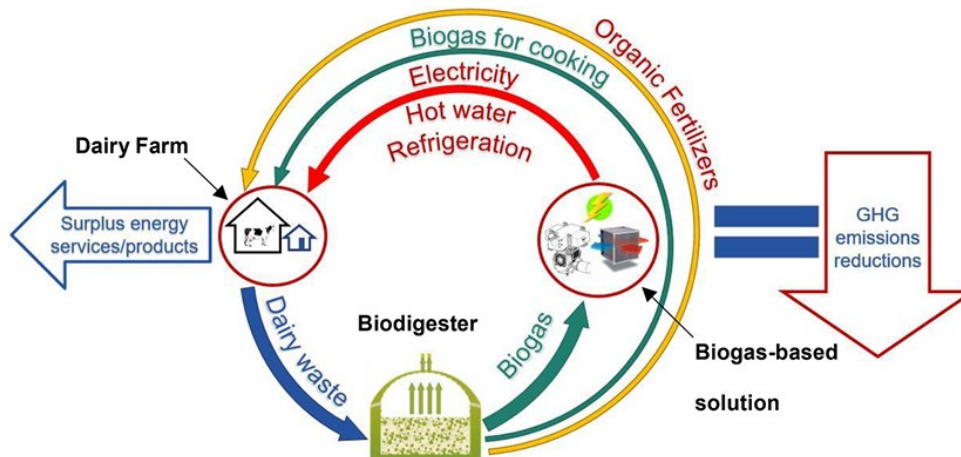 Organic Fertilizers
Biogas for cooking
Electricity
Hot water
Refrigeration
Dairy Farm
Surplus energy
services/products
GHG
emissions
reductions
Dairy waste
Biodigester
Biogas
Biogas-based
solution